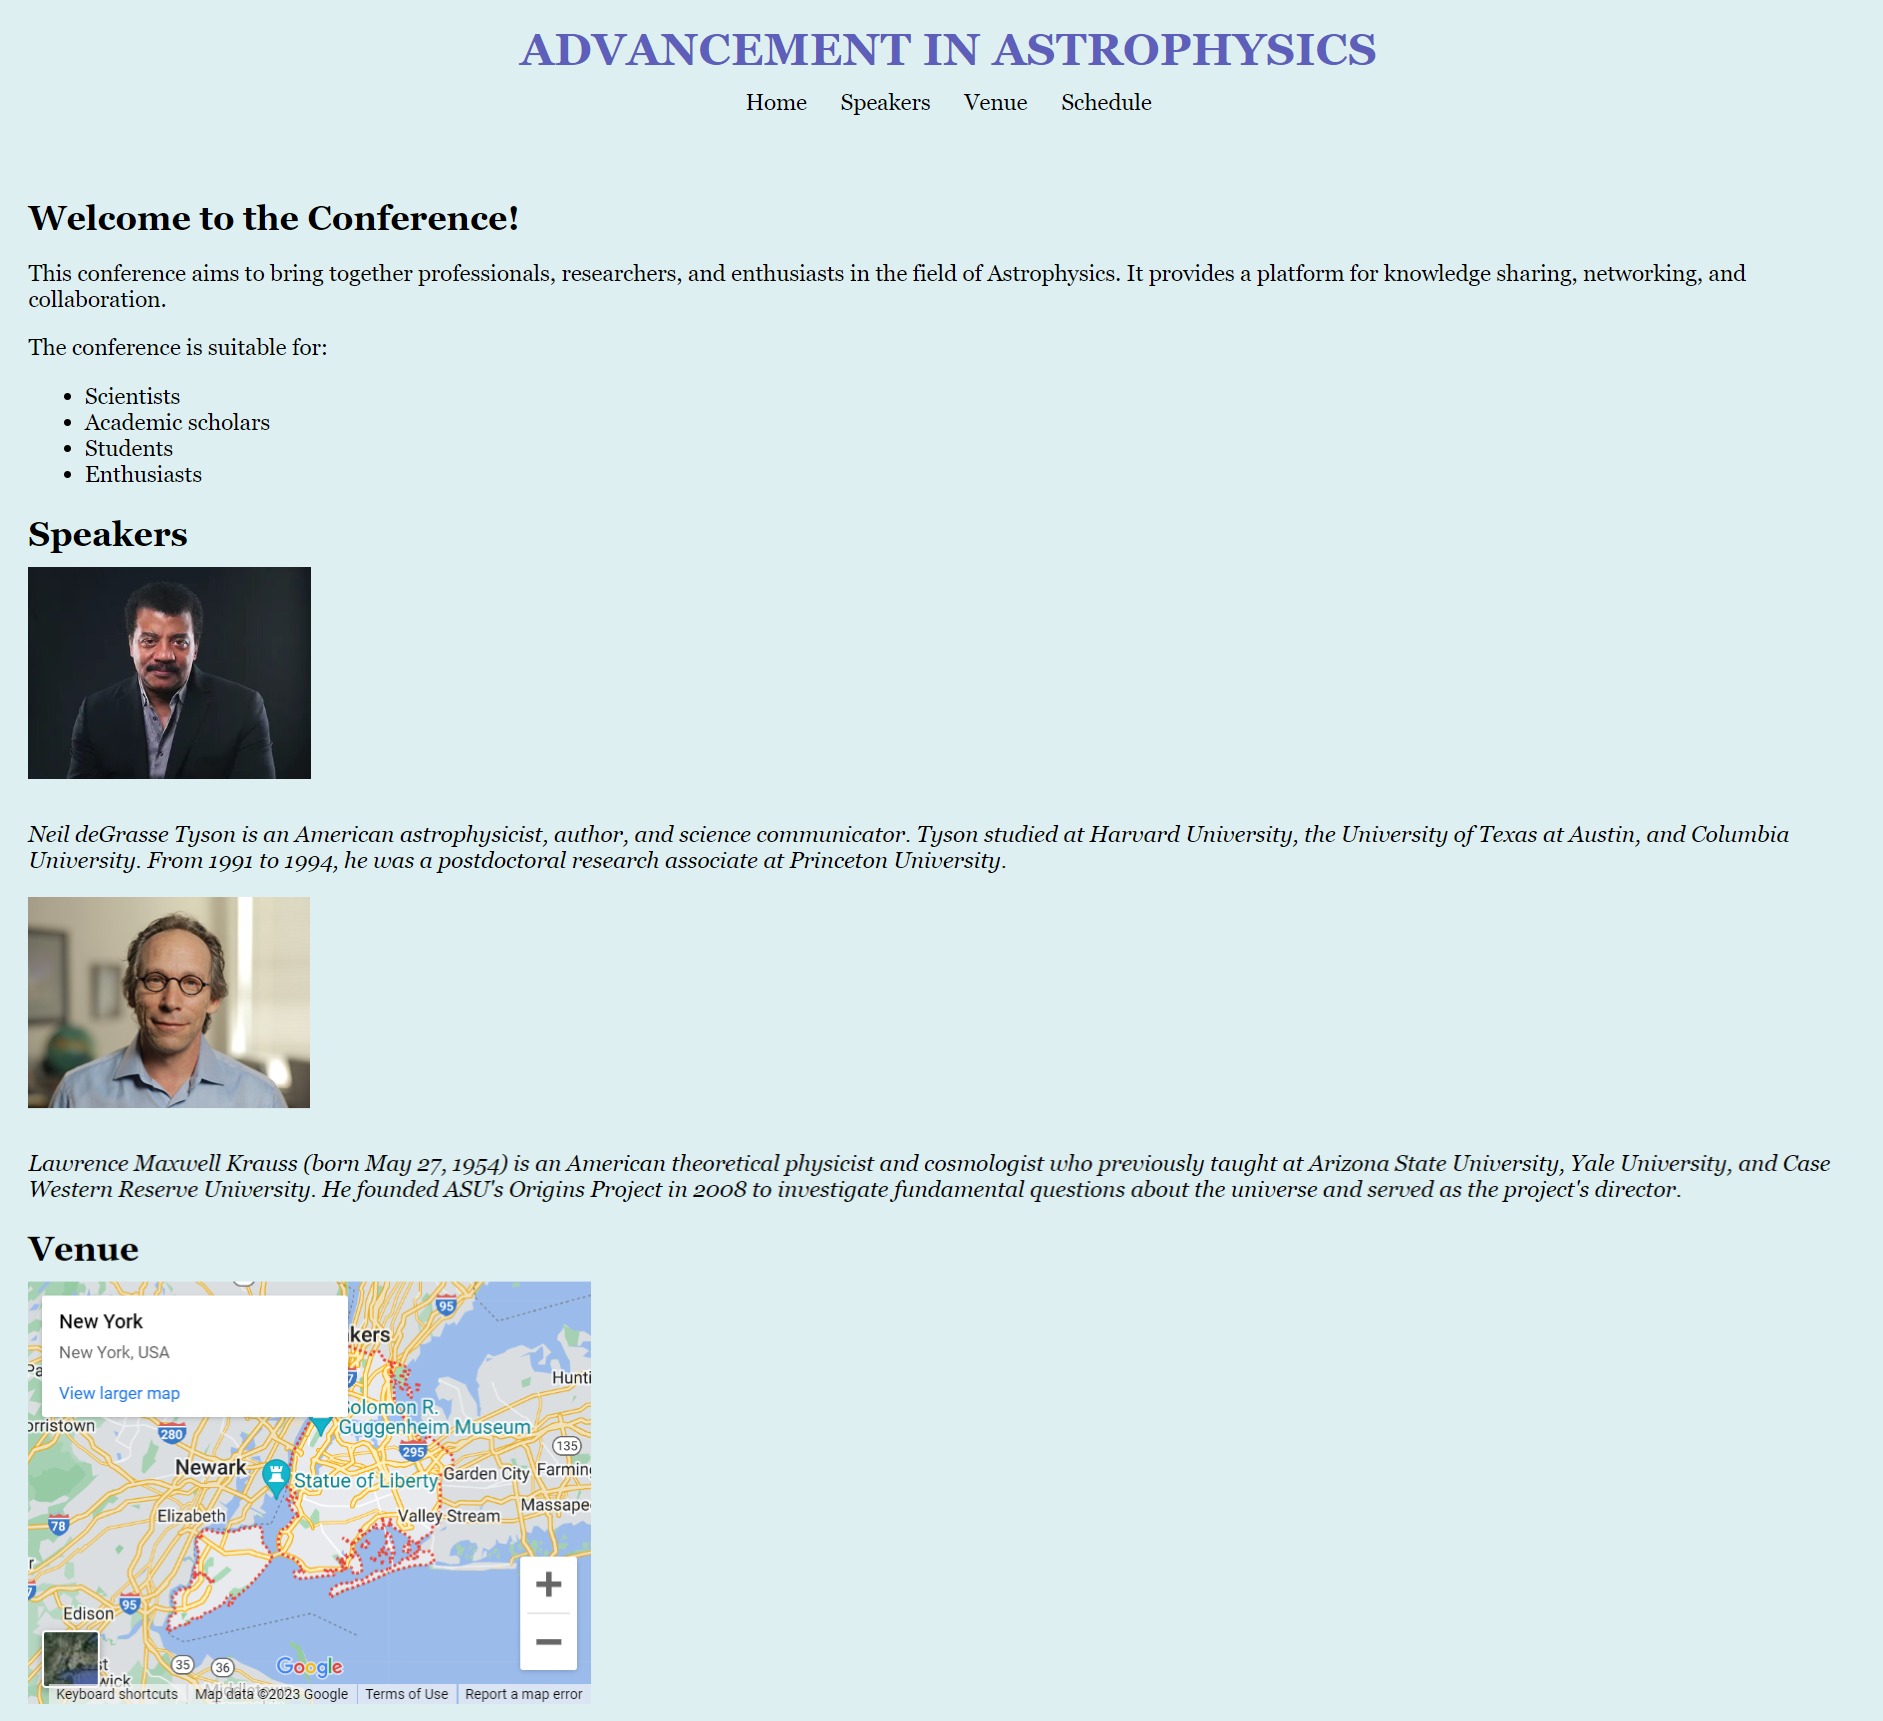 ADVANCEMENT IN ASTROPHYSICS
Home Speakers Venue Schedule
Welcome to the Conference!
This conference aims to bring together professionals, researchers, and enthusiasts in the field of Astrophysics. It provides a platform for knowledge sharing, networking, and
collaboration.
The conference is suitable for:
Scientists
Academic scholars
Students
Enthusiasts
Speakers
Neil deGrasse Tyson is an American astrophysicist, author, and science communicator. Tyson studied at Harvard University, the University of Texas at Austin, and Columbia
University. From 1991 to 1994, he was a postdoctoral research associate at Princeton University.
Lawrence Maxwell Krauss (born May 27, 1954) is an American theoretical physicist and cosmologist who previously taught at Arizona State University, Yale University, and Case
Western Reserve University. He founded ASU's Origins Project in 2008 to investigate fundamental questions about the universe and served as the project's director.
Venue
New York
New York, USA
View larger map
95
kers
7
Hunti
Solomon R.
Guggenheim Museum
orristown
280
295
135
Newark
Statue of Liberty
Garden City
Farmin
Massape
Elizabeth
Valley Stream
78
95
Edison
35
36
Google
wick
Keyboard shortcuts
Map data ©2023 Google
Terms of Use
Report a map error